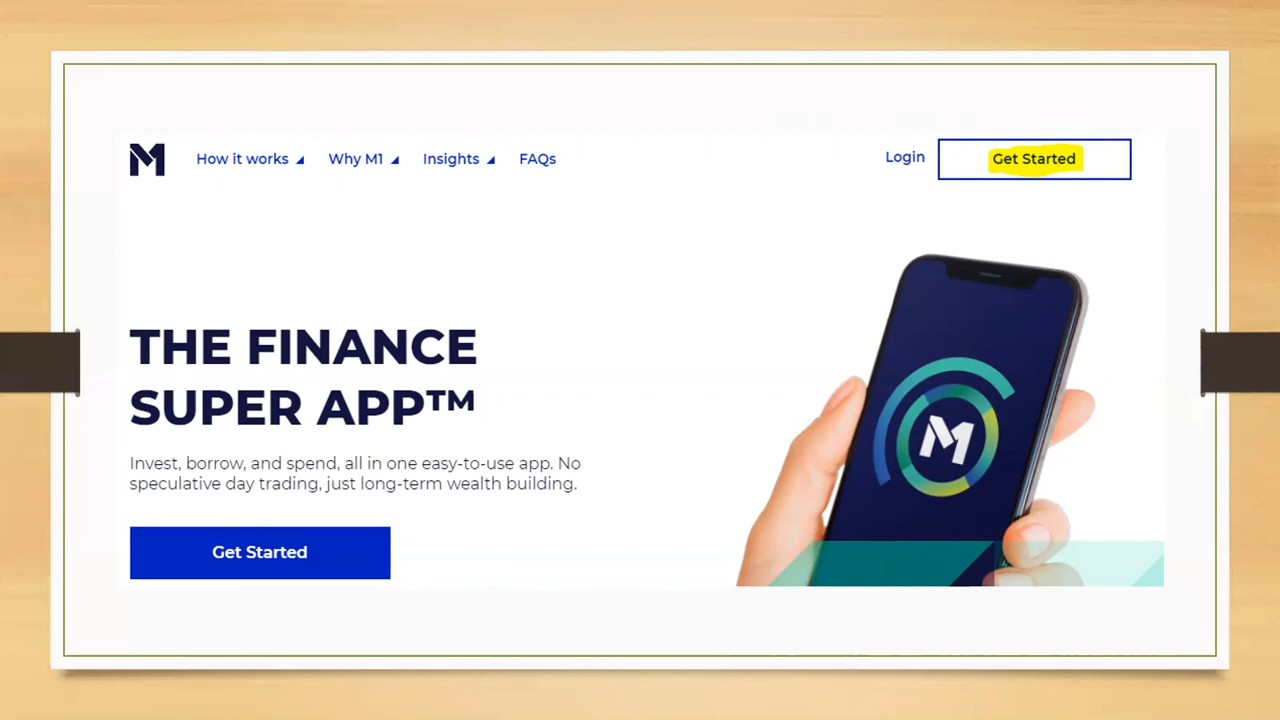 M1
How it works
Why M1
Insights
FAQs
Login
Get Started
THE FINANCE
SUPER APP™
Invest, borrow, and spend, all in one easy-to-use app. No
speculative day trading, just long-term wealth building.
Get Started
M1